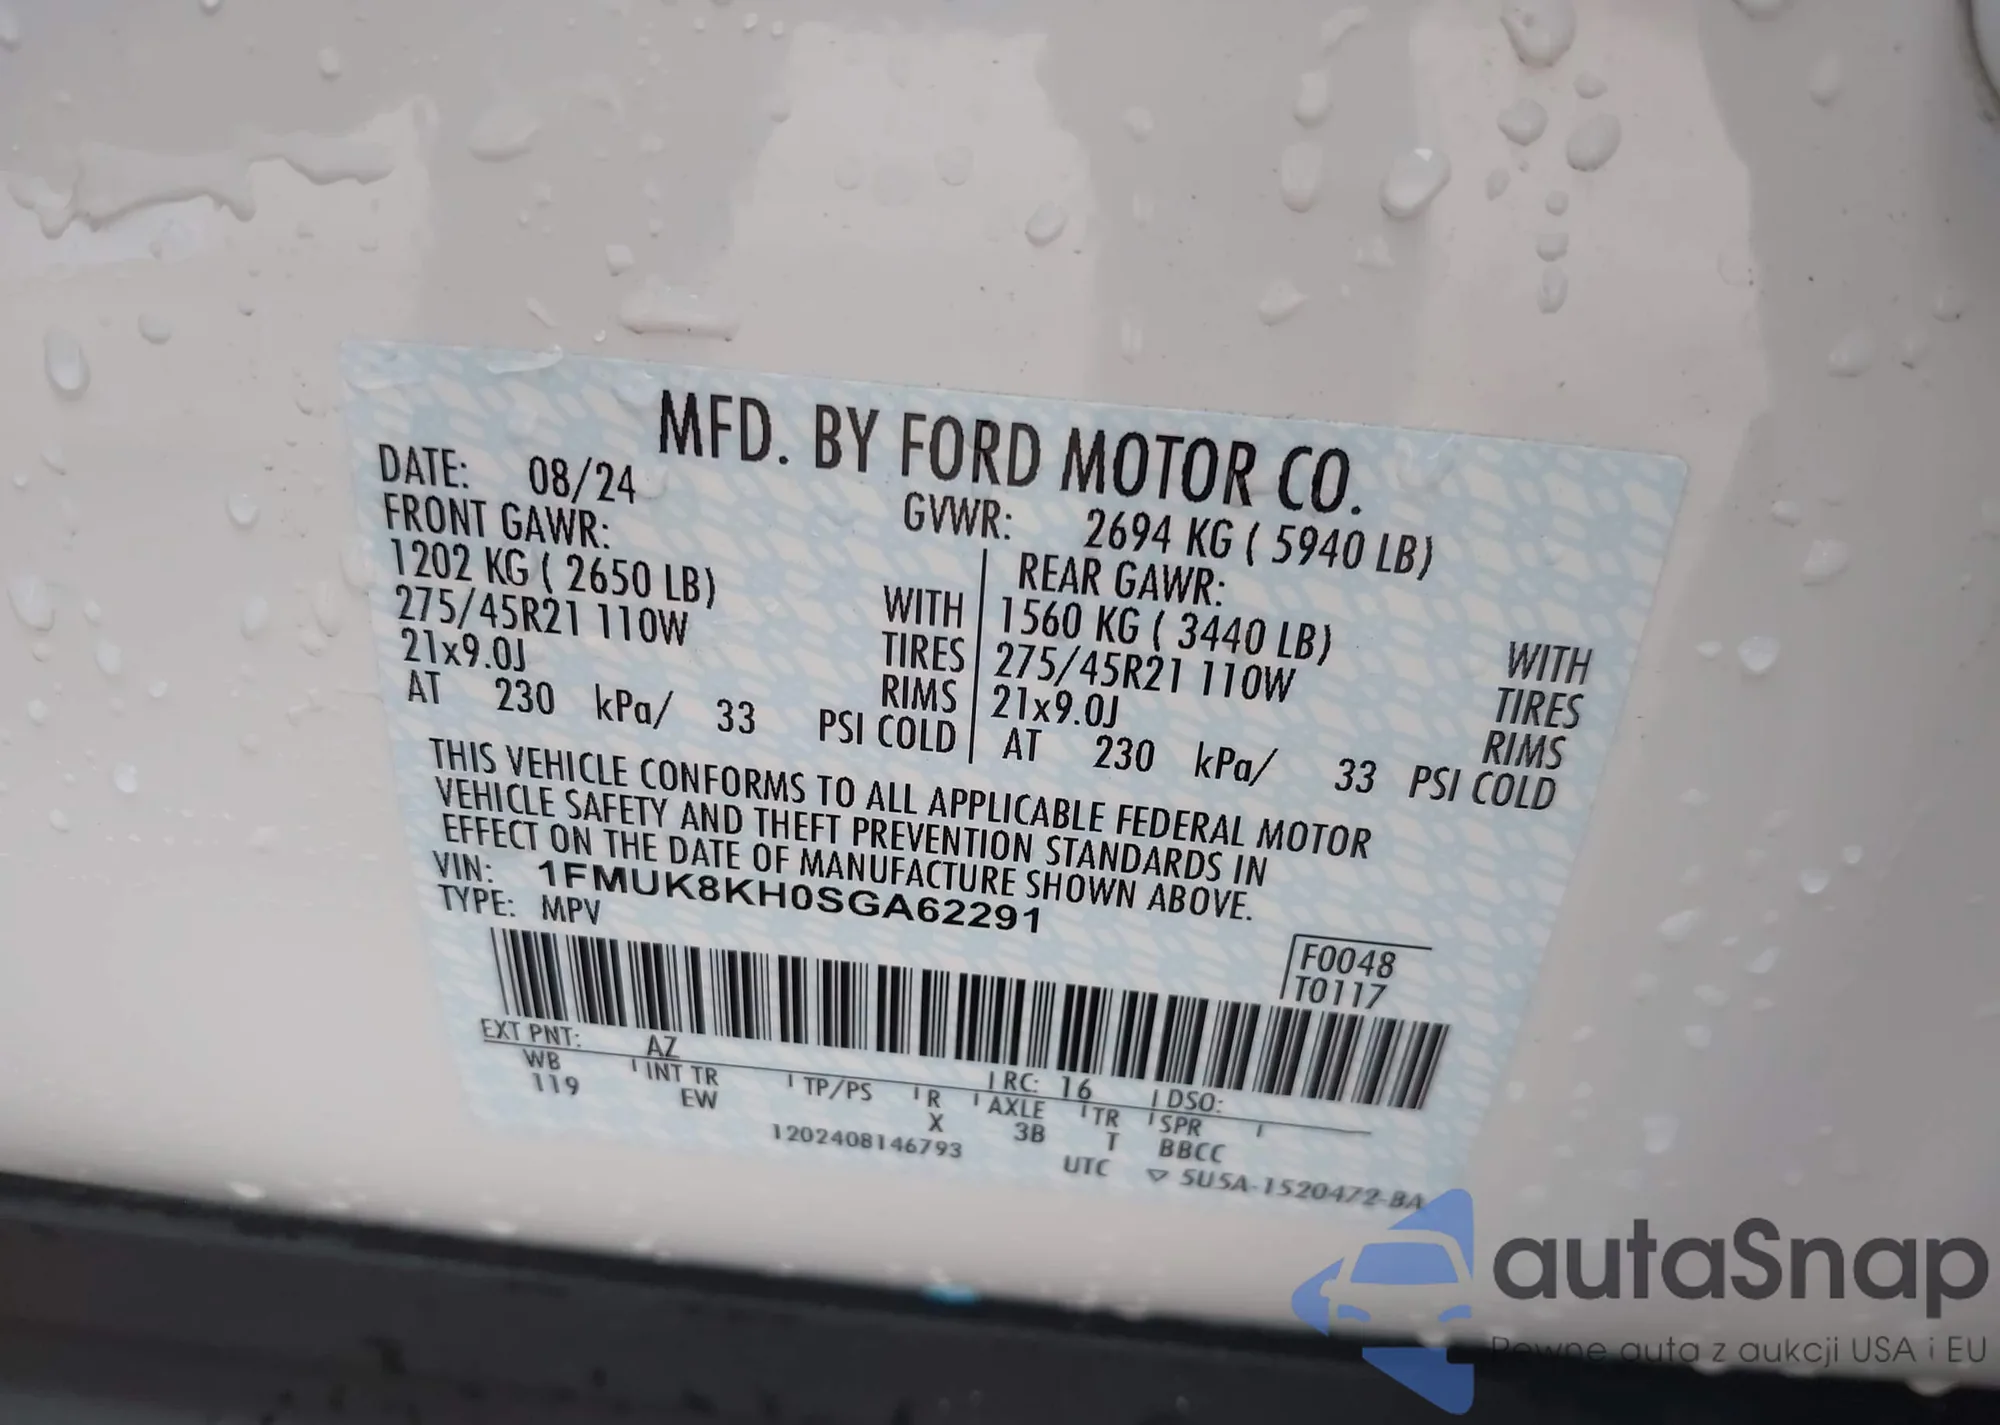 MFD. BY FORD MOTOR CO.
DATE: 08/24 GVWR: 2694 KG ( 5940 LB)
FRONT GAWR: REAR GAWR:
1202 KG ( 2650 LB) WITH 1560 KG ( 3440 LB) WITH
275/45R21 110W TIRES 275/45R21 110W TIRES
21x9.0J RIMS 21x9.0J RIMS
AT 230 kPa/ 33 PSI COLD AT 230 kPa/ 33 PSI COLD
THIS VEHICLE CONFORMS TO ALL APPLICABLE FEDERAL MOTOR
VEHICLE SAFETY AND THEFT PREVENTION STANDARDS IN
EFFECT ON THE DATE OF MANUFACTURE SHOWN ABOVE.
VIN: 1FMUK8KH0SGA62291
TYPE: MPV
F0048
T0117
EXT PNT: AZ RC: 16 DSO:
WB INT TR TP/PS R AXLE TR SPR
119 EW X 3B T BBCC
1202408146793 UTC ▽ 5U5A-1520472-BA
autaSnap
Pewne auta z aukcji USA i EU